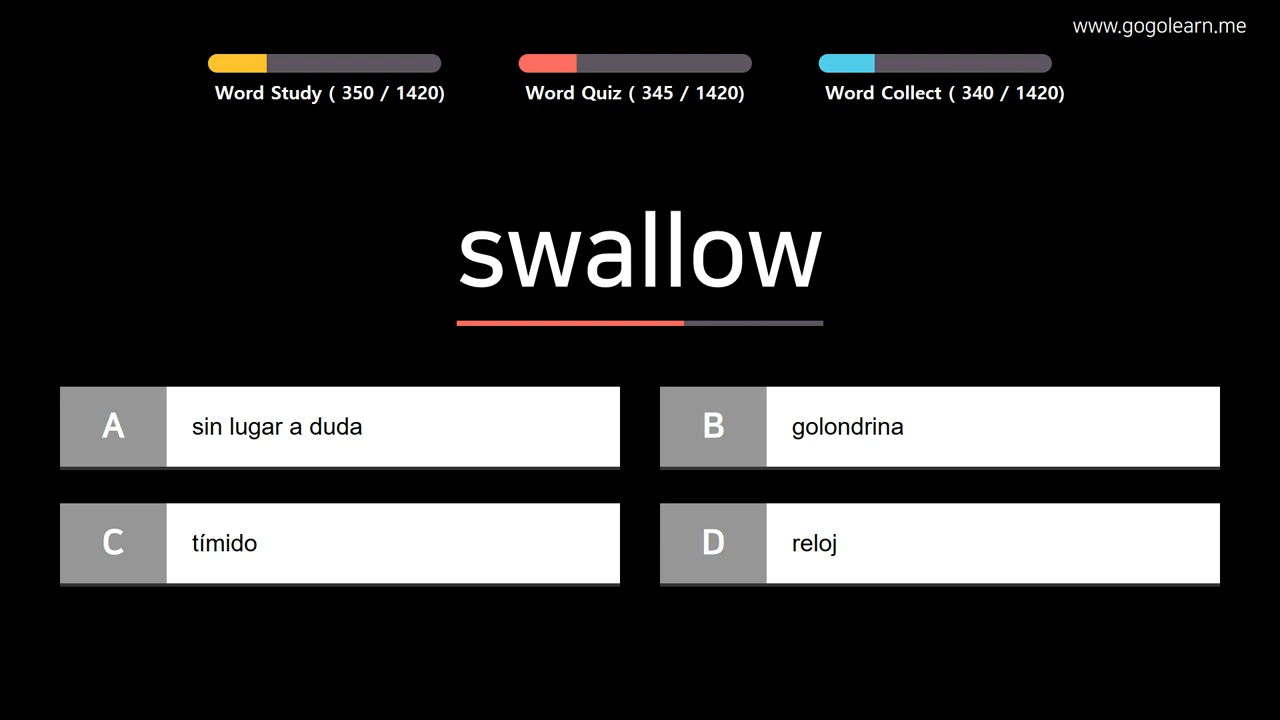 www.gogolearn.me
Word Study ( 350 / 1420)
Word Quiz ( 345 / 1420)
Word Collect ( 340 / 1420)
swallow
A
sin lugar a duda
B
golondrina
C
tímido
D
reloj